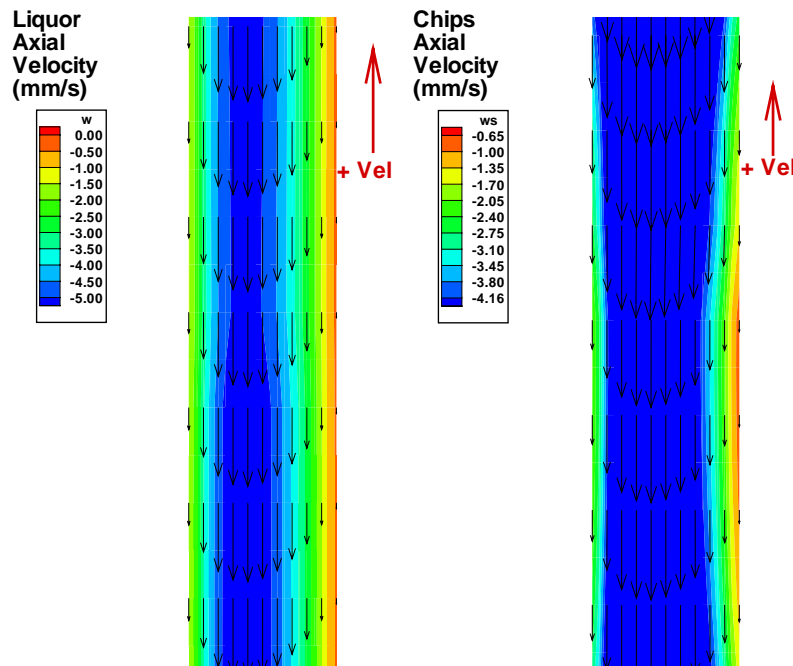 Liquor
Axial
Velocity
(mm/s)
w
0.00
-0.50
-1.00
-1.50
-2.00
-2.50
-3.00
-3.50
-4.00
-4.50
-5.00
+ Vel
Chips
Axial
Velocity
(mm/s)
ws
-0.65
-1.00
-1.35
-1.70
-2.05
-2.40
-2.75
-3.10
-3.45
-3.80
-4.16
+ Vel